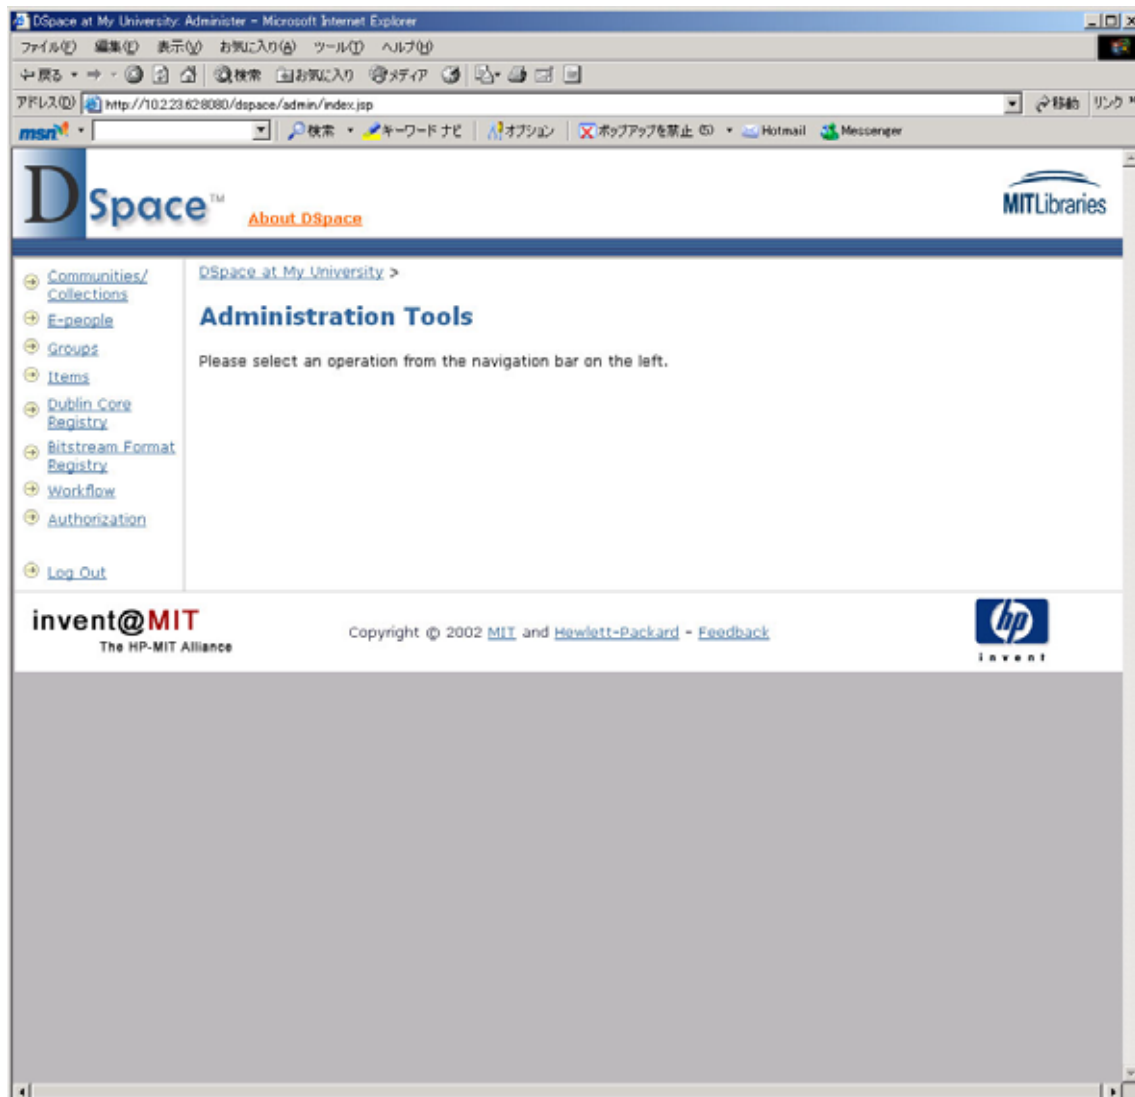 DSpace at My University: Administer - Microsoft Internet Explorer
ファイル(F) 編集(E) 表示(V) お気に入り(A) ツール(T) ヘルプ(H)
戻る 検索 お気に入り メディア
アドレス(D) http://10.2.23.62:8080/dspace/admin/index.jsp 移動 リンク »
msn 検索 キーワード ナビ オプション ポップアップを禁止 (5) Hotmail Messenger
DSpace™ About DSpace MITLibraries
DSpace at My University >
Administration Tools
Please select an operation from the navigation bar on the left.
Communities/
Collections
E-people
Groups
Items
Dublin Core
Registry
Bitstream Format
Registry
Workflow
Authorization
Log Out
invent@MIT
The HP-MIT Alliance
Copyright © 2002 MIT and Hewlett-Packard - Feedback
hp
invent